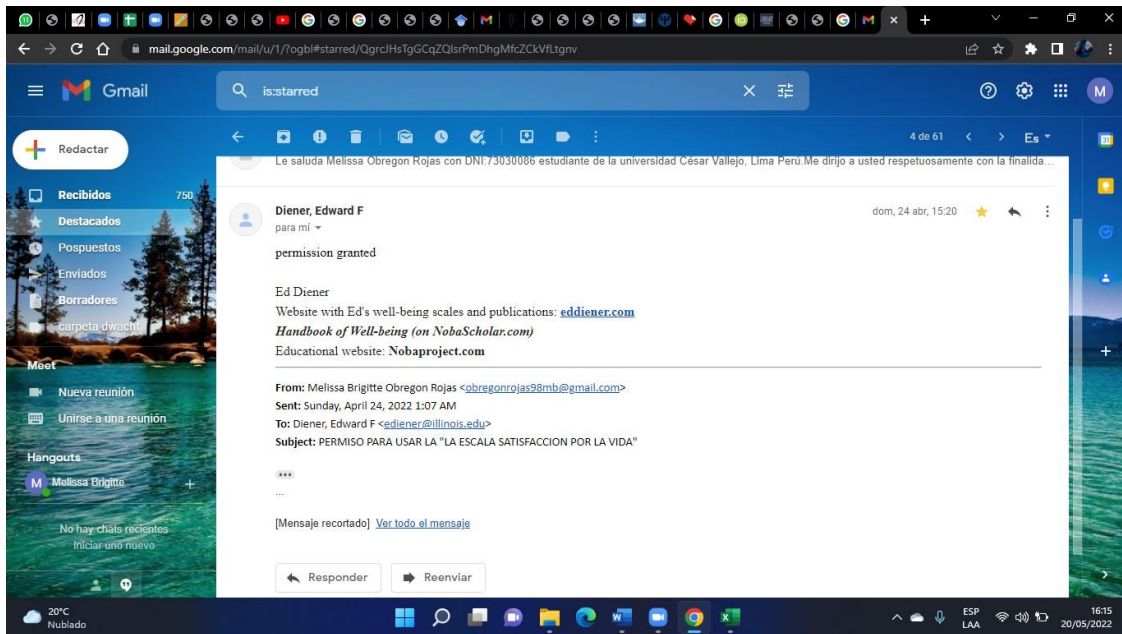 mail.google.com/mail/u/1/?ogbl#starred/QgrcJHsTgGCqZQlsrPmDhgMfcZCkVfLtgnv
Gmail
is:starred
M
Redactar
4 de 61
Es
Le saluda Melissa Obregon Rojas con DNI:73030086 estudiante de la universidad César Vallejo, Lima Perú.Me dirijo a usted respetuosamente con la finalida...
Recibidos 750
Destacados
Pospuestos
Enviados
Borradores
carpeta dwacht
Meet
Nueva reunión
Unirse a una reunión
Hangouts
M Melissa Brigitte
No hay chats recientes
Iniciar uno nuevo
Diener, Edward F
dom, 24 abr, 15:20
para mí
permission granted
Ed Diener
Website with Ed's well-being scales and publications: eddiener.com
Handbook of Well-being (on NobaScholar.com)
Educational website: Nobaproject.com
From: Melissa Brigitte Obregon Rojas <obregonrojas98mb@gmail.com>
Sent: Sunday, April 24, 2022 1:07 AM
To: Diener, Edward F <ediener@illinois.edu>
Subject: PERMISO PARA USAR LA "LA ESCALA SATISFACCION POR LA VIDA"
...
[Mensaje recortado] Ver todo el mensaje
Responder
Reenviar
20°C
Nublado
ESP
LAA
16:15
20/05/2022